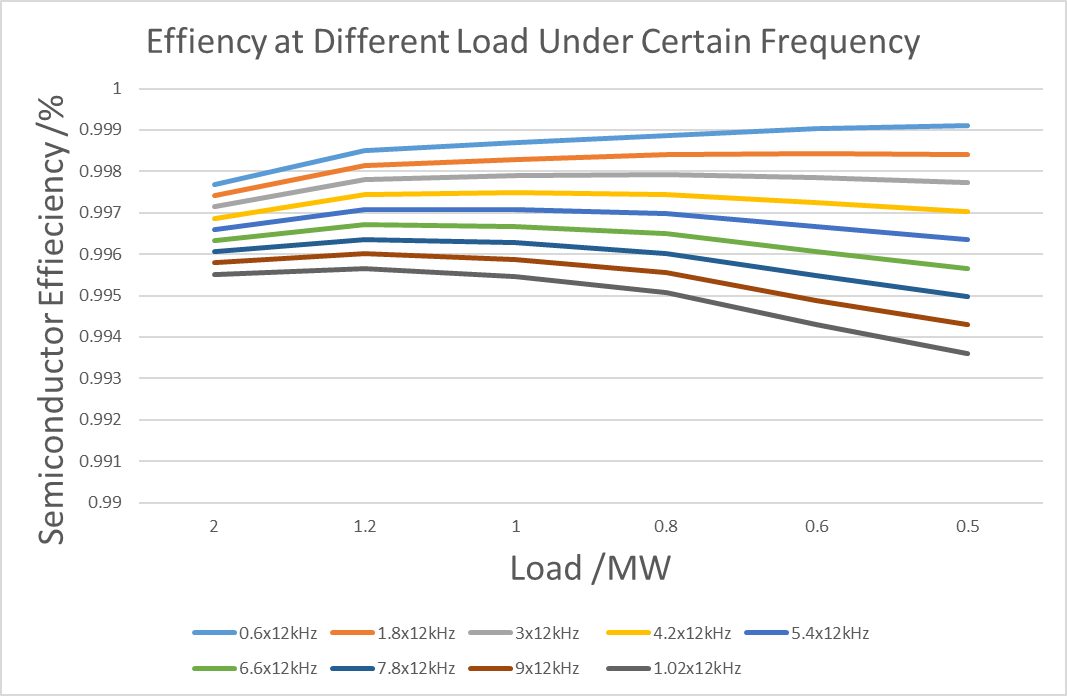 Effiency at Different Load Under Certain Frequency
Semiconductor Effieciency /%
1
0.999
0.998
0.997
0.996
0.995
0.994
0.993
0.992
0.991
0.99
2 1.2 1 0.8 0.6 0.5
Load /MW
0.6x12kHz 1.8x12kHz 3x12kHz 4.2x12kHz 5.4x12kHz
6.6x12kHz 7.8x12kHz 9x12kHz 1.02x12kHz